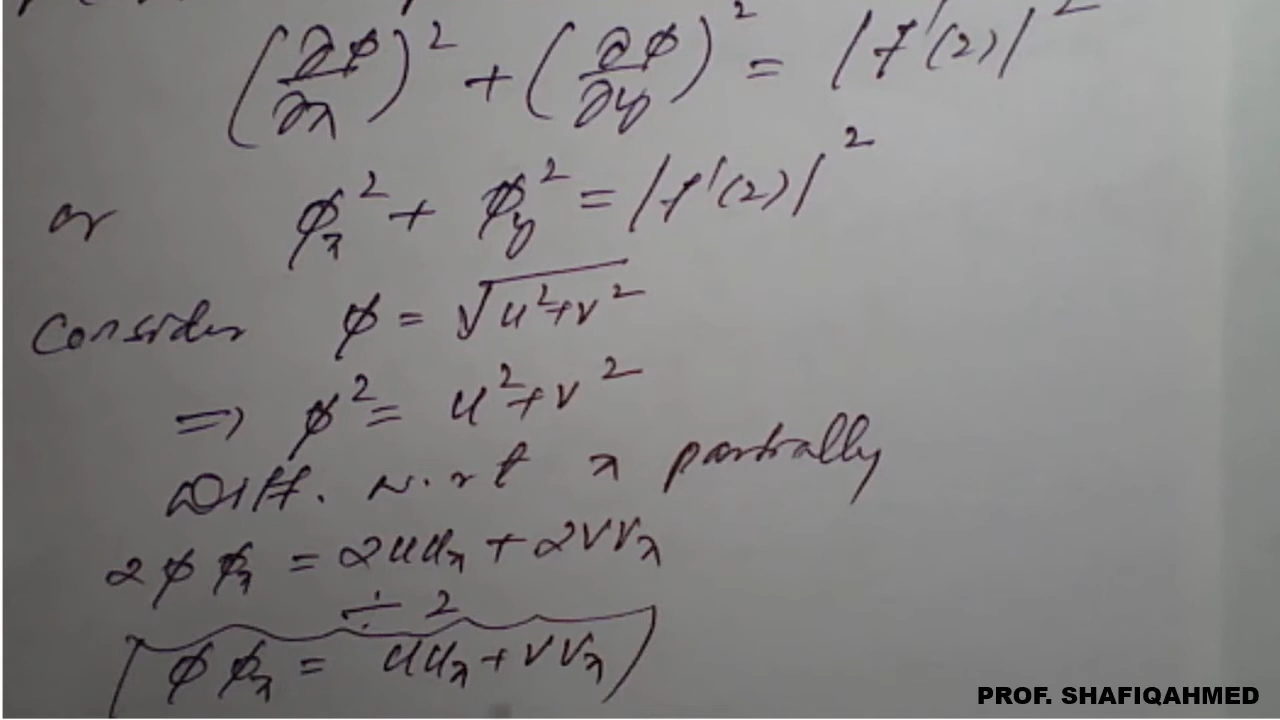 (∂φ/∂x)² + (∂φ/∂y)² = |f'(z)|²
or φₓ² + φ_y² = |f'(z)|²
Consider φ = √(u²+v²)
=> φ² = u²+v²
Diff. w.r.t x partially
2φφₓ = 2uuₓ + 2vvₓ
÷ 2
φφₓ = uuₓ + vvₓ
PROF. SHAFIQAHMED